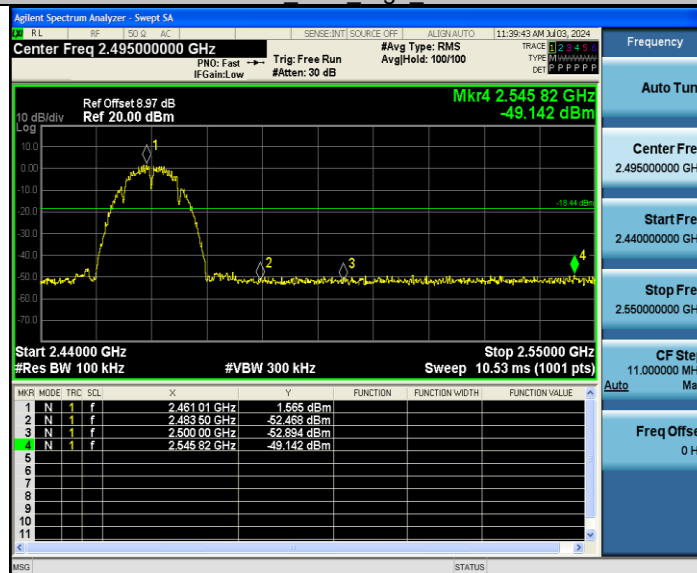 Agilent Spectrum Analyzer - Swept SA
RL RF 50 Ω AC SENSE:INT SOURCE OFF ALIGN AUTO 11:39:43 AM Jul 03, 2024
Center Freq 2.495000000 GHz
PNO: Fast
IFGain:Low
Trig: Free Run
#Atten: 30 dB
#Avg Type: RMS
Avg|Hold: 100/100
TRACE 1 2 3 4 5 6
TYPE M
DET P P P P P P
Ref Offset 8.97 dB
10 dB/div Ref 20.00 dBm
Log
Mkr4 2.545 82 GHz
-49.142 dBm
10.0
0.00
-10.0
-20.0
-30.0
-40.0
-50.0
-60.0
-70.0
1
2
3
4
-18.44 dBm
Start 2.44000 GHz Stop 2.55000 GHz
#Res BW 100 kHz #VBW 300 kHz Sweep 10.53 ms (1001 pts)
MKR MODE TRC SCL X Y FUNCTION FUNCTION WIDTH FUNCTION VALUE
1 N 1 f 2.461 01 GHz 1.565 dBm
2 N 1 f 2.483 50 GHz -52.468 dBm
3 N 1 f 2.500 00 GHz -52.894 dBm
4 N 1 f 2.545 82 GHz -49.142 dBm
5
6
7
8
9
10
11
MSG STATUS
Frequency
Auto Tun
Center Fre
2.495000000 GH
Start Fre
2.440000000 GH
Stop Fre
2.550000000 GH
CF Step
11.000000 MH
Auto Ma
Freq Offse
0 H